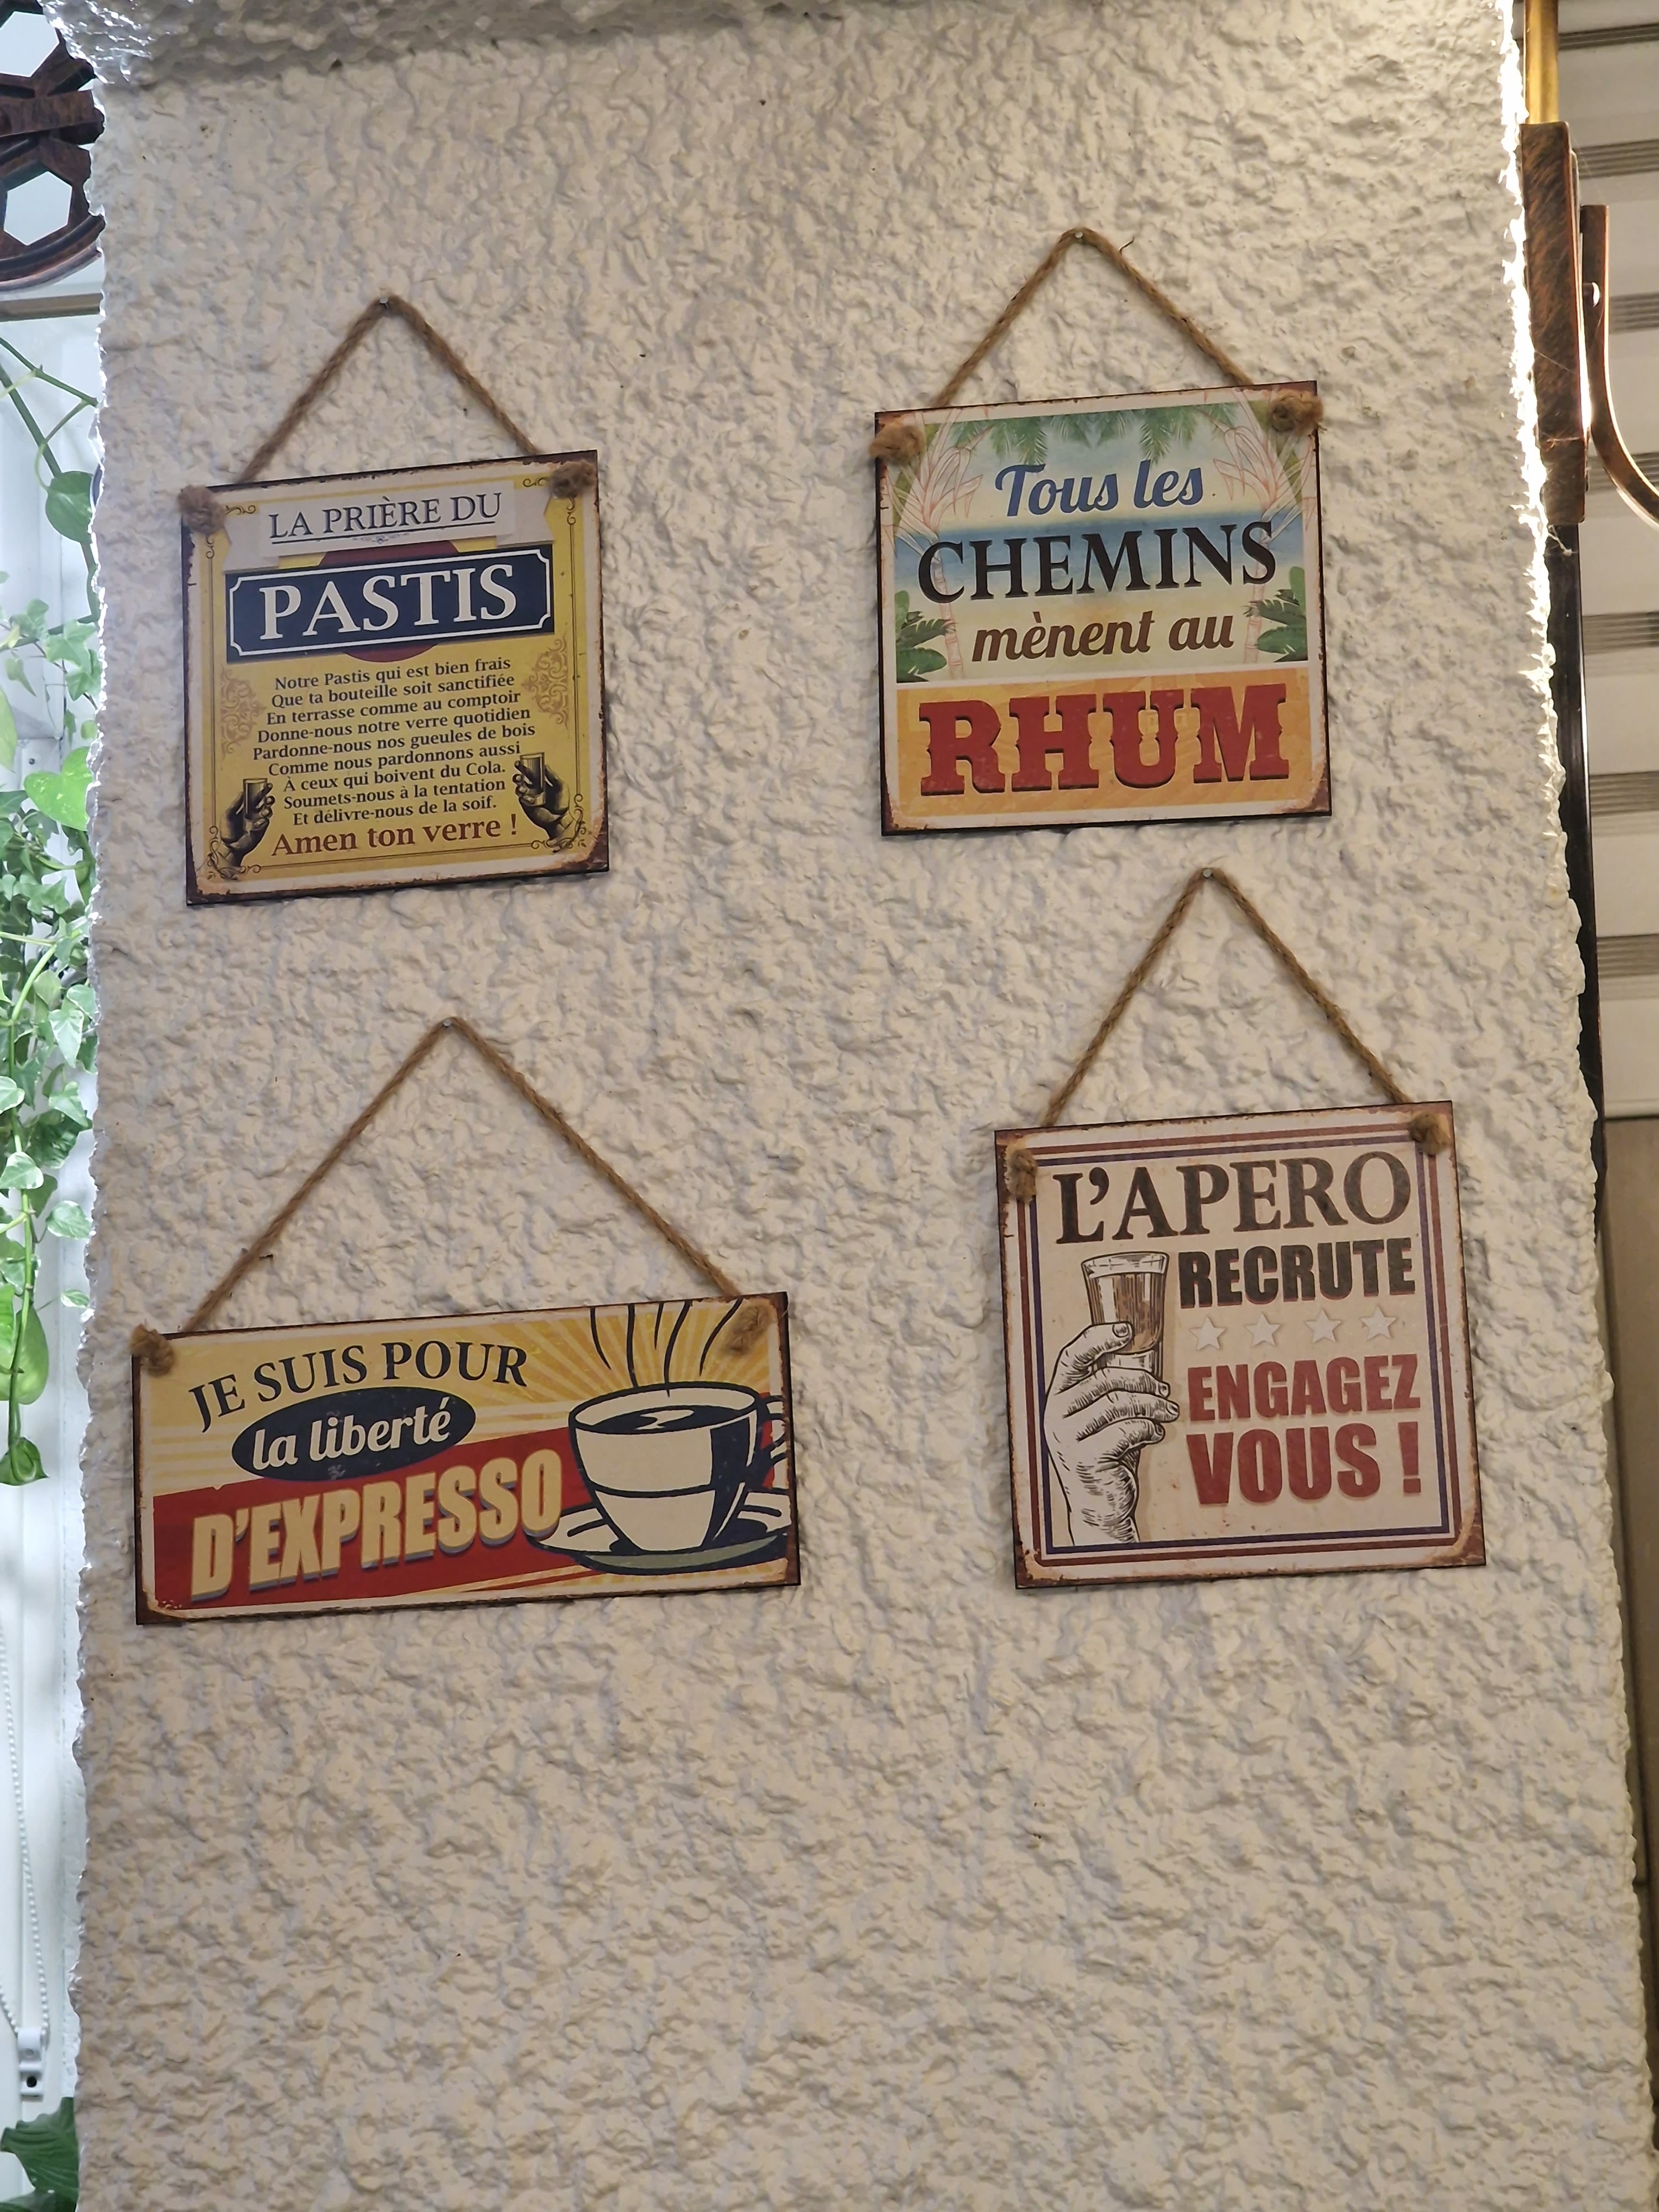 LA PRIÈRE DU
PASTIS
Notre Pastis qui est bien frais
Que ta bouteille soit sanctifiée
En terrasse comme au comptoir
Donne-nous notre verre quotidien
Pardonne-nous nos gueules de bois
Comme nous pardonnons aussi
À ceux qui boivent du Cola.
Soumets-nous à la tentation
Et délivre-nous de la soif.
Amen ton verre !
Tous les
CHEMINS
mènent au
RHUM
JE SUIS POUR
la liberté
D'EXPRESSO
L'APERO
RECRUTE
ENGAGEZ
VOUS !